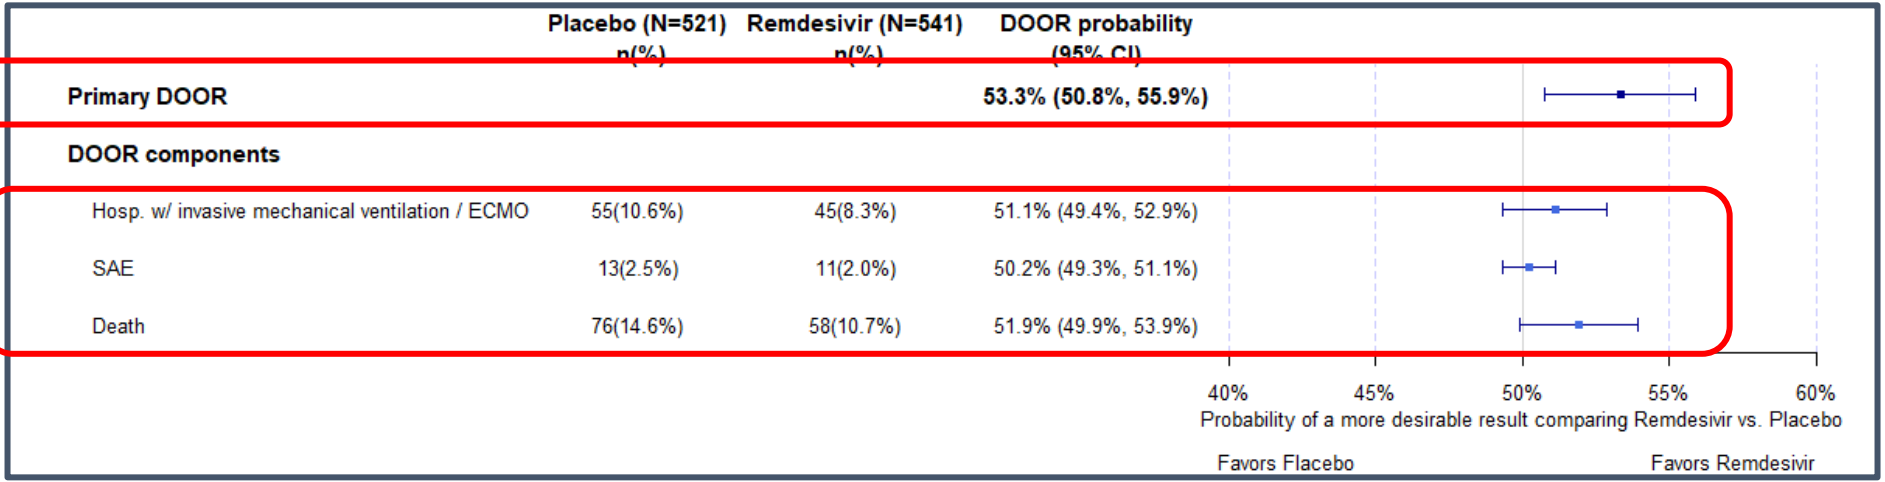 Placebo (N=521) Remdesivir (N=541) DOOR probability
n(%) n(%) (95% CI)
Primary DOOR 53.3% (50.8%, 55.9%)
DOOR components
Hosp. w/ invasive mechanical ventilation / ECMO 55(10.6%) 45(8.3%) 51.1% (49.4%, 52.9%)
SAE 13(2.5%) 11(2.0%) 50.2% (49.3%, 51.1%)
Death 76(14.6%) 58(10.7%) 51.9% (49.9%, 53.9%)
40% 45% 50% 55% 60%
Probability of a more desirable result comparing Remdesivir vs. Placebo
Favors Flacebo Favors Remdesivir